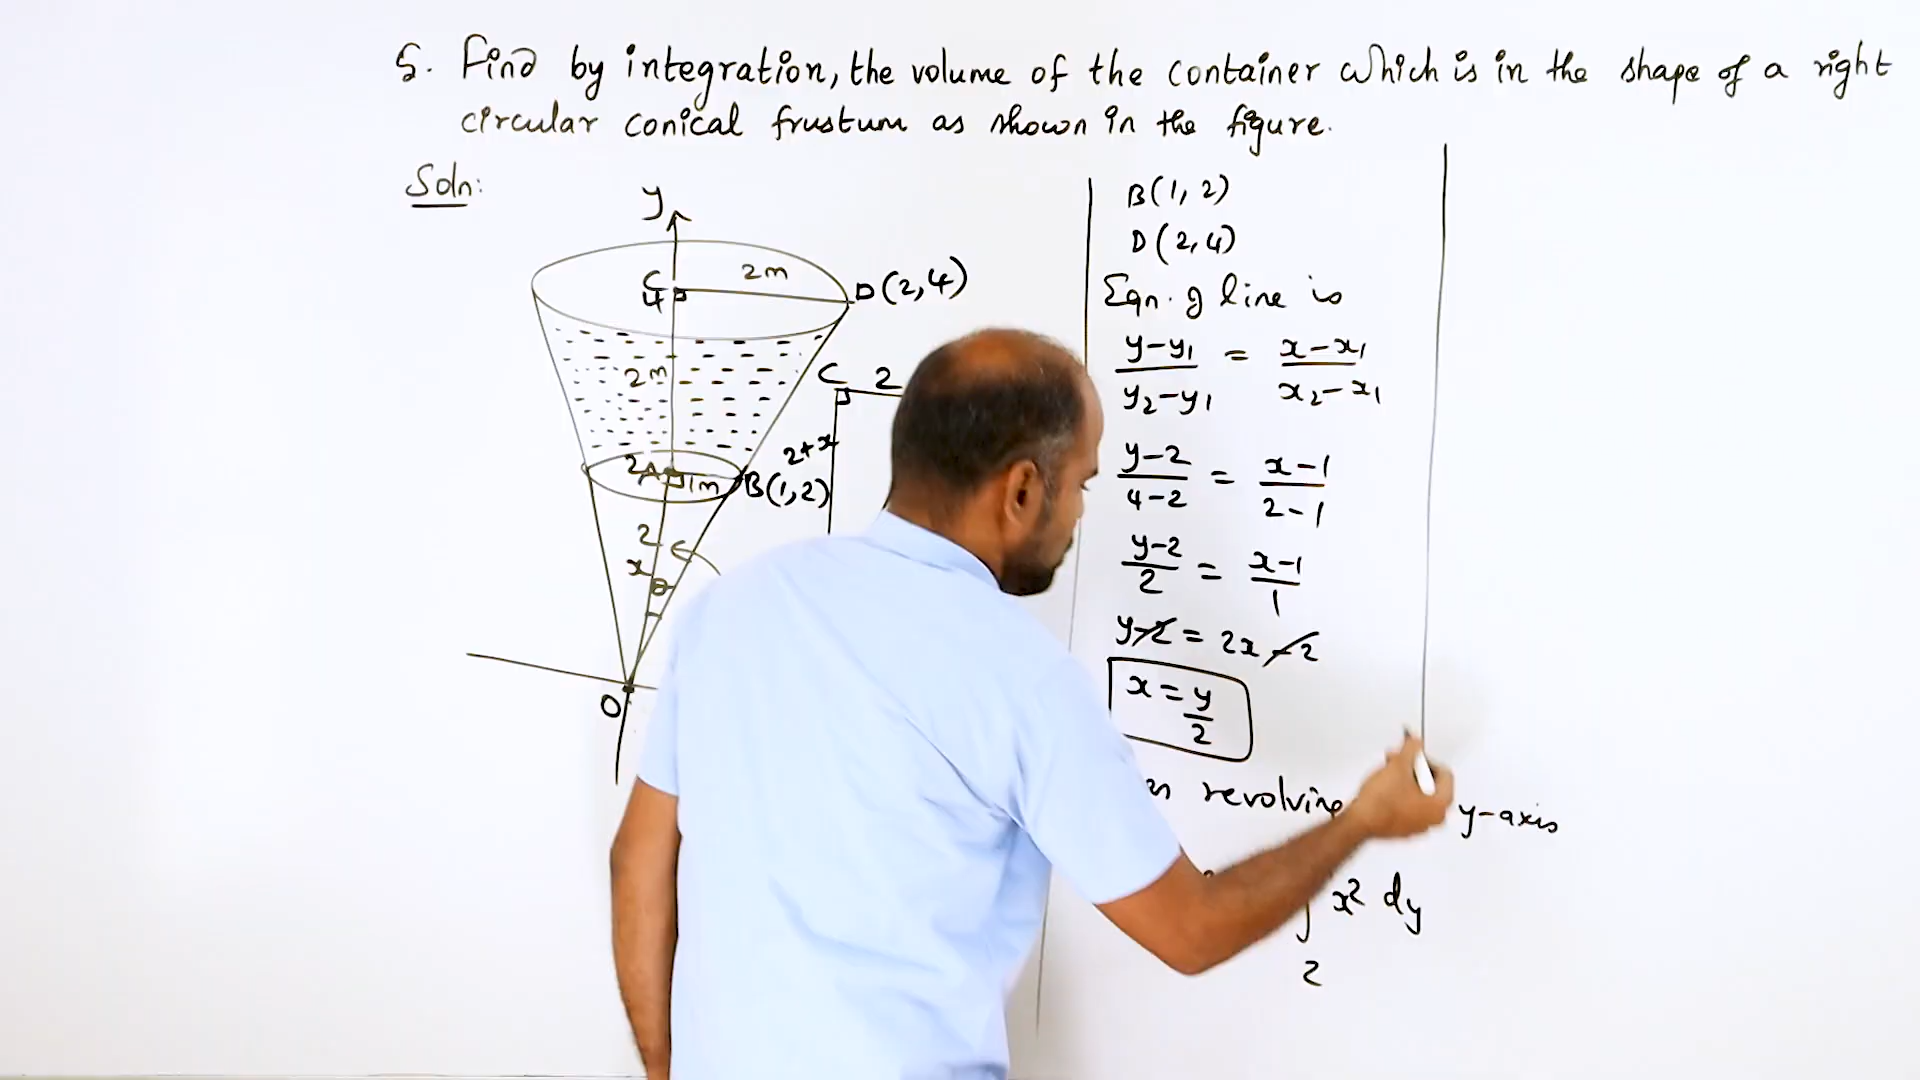 5. Find by integration, the volume of the container which is in the shape of a right
circular conical frustum as shown in the figure.
Soln:
y
C
4
2m
D(2,4)
2m
C 2
2+x
2 A 1m B(1,2)
2
x
θ
O
B(1, 2)
D(2,4)
Eqn. of line is
y-y1/y2-y1 = x-x1/x2-x1
y-2/4-2 = x-1/2-1
y-2/2 = x-1/1
y-2 = 2x-2
x = y/2
revolving y-axis
∫ x² dy
2